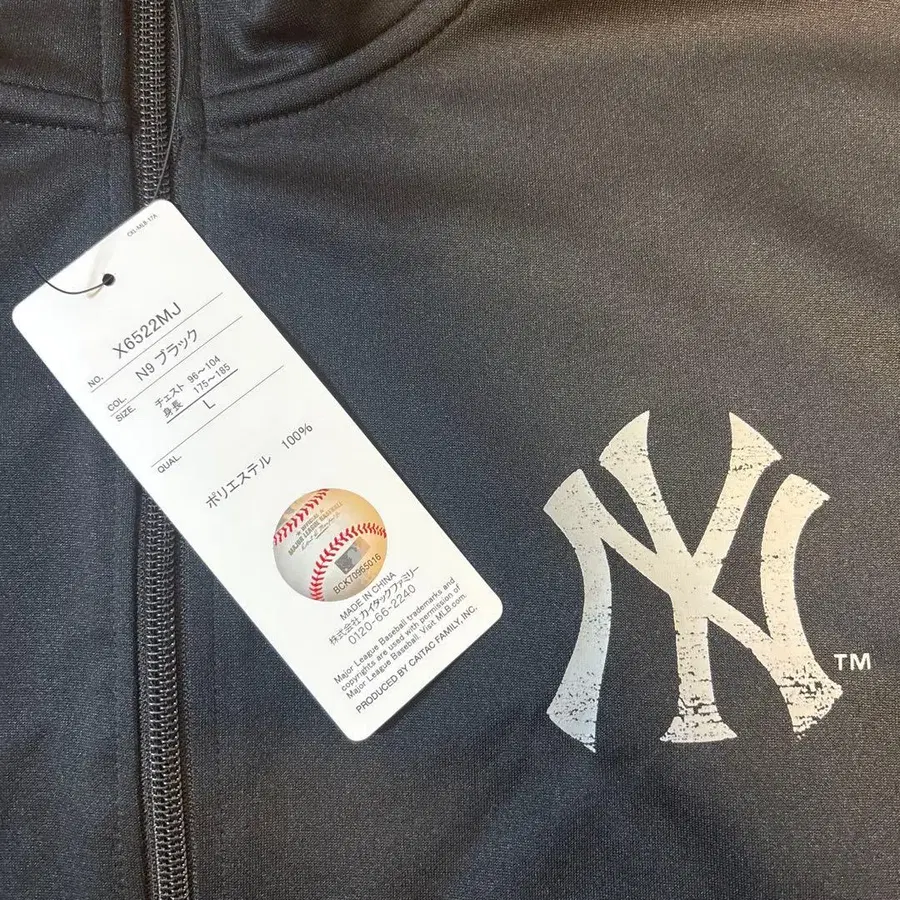 CKL-MLB-17A
NO. X6522MJ
COL. N9 ブラック
SIZE チェスト 96～104
身長 175～185
L
QUAL.
ポリエステル 100%
MAJOR LEAGUE BASEBALL
BCK70965016
MADE IN CHINA
株式会社 カイタックファミリー
0120-66-2240
Major League Baseball trademarks and
copyrights are used with permission of
Major League Baseball. Visit MLB.com.
PRODUCED BY CAITAC FAMILY, INC.
NY
TM